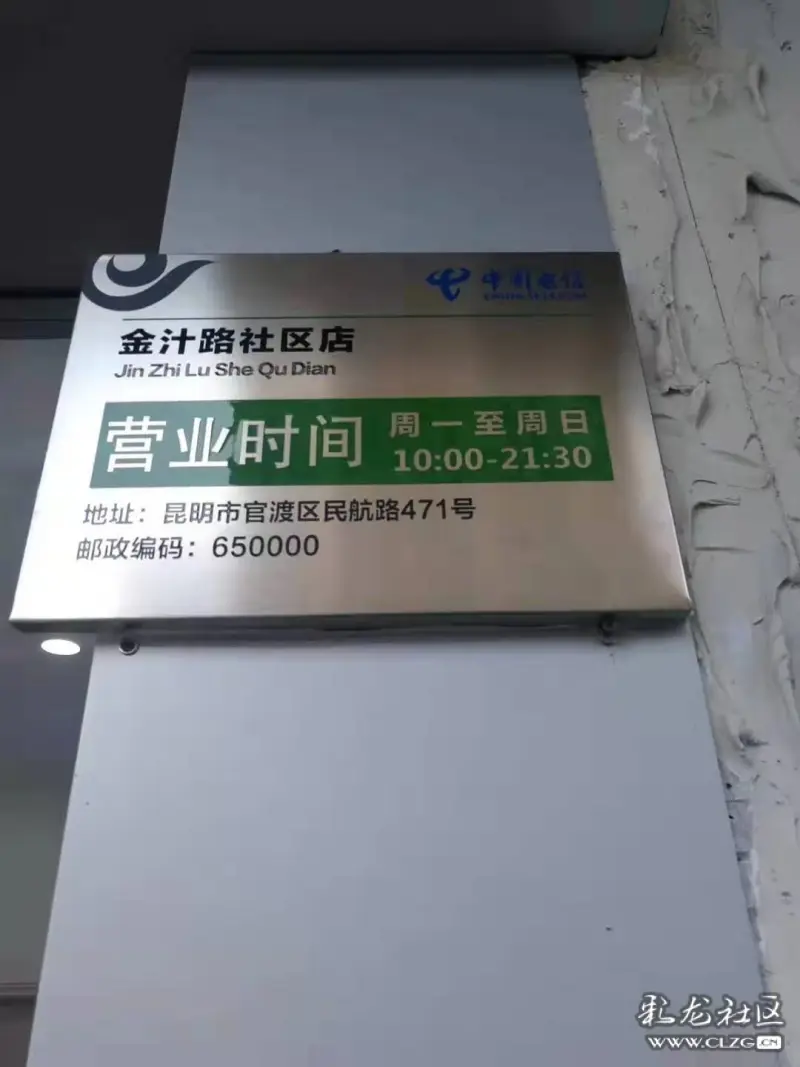 中国电信
CHINA TELECOM
金汁路社区店
Jin Zhi Lu She Qu Dian
营业时间
周一至周日
10:00-21:30
地址：昆明市官渡区民航路471号
邮政编码：650000
彩龙社区
WWW.CLZG.CN